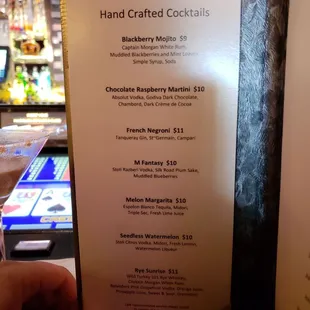 Hand Crafted Cocktails
Blackberry Mojito $9
Captain Morgan White Rum,
Muddled Blackberries and Mint Leaves,
Simple Syrup, Soda
Chocolate Raspberry Martini $10
Absolut Vodka, Godiva Dark Chocolate,
Chambord, Dark Crème de Cocoa
French Negroni $11
Tanqueray Gin, St~Germain, Campari
M Fantasy $10
Stoli Razberi Vodka, Silk Road Plum Sake,
Muddled Blueberries
Melon Margarita $10
Espolon Blanco Tequila, Midori,
Triple Sec, Fresh Lime Juice
Seedless Watermelon $10
Stoli Citros Vodka, Midori, Fresh Lemon,
Watermelon
Rye Sunrise $11